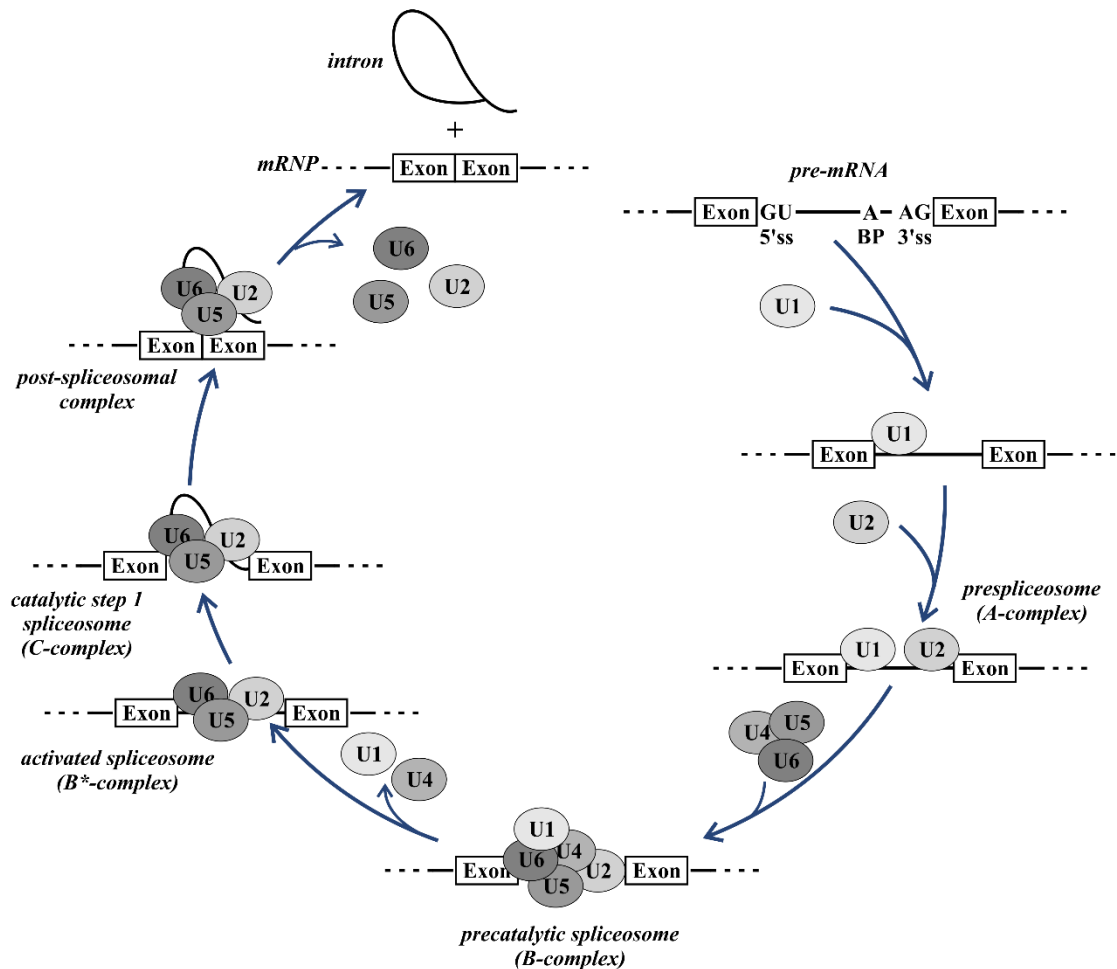 intron
+
mRNP
Exon Exon
pre-mRNA
Exon GU A AG Exon
5'ss BP 3'ss
U1
U1
Exon Exon
U2
prespliceosome
(A-complex)
U1 U2
Exon Exon
U4 U5
U6
U1
U6 U4
Exon U5 U2 Exon
precatalytic spliceosome
(B-complex)
U1
U4
U6 U2
Exon U5 Exon
activated spliceosome
(B*-complex)
U6 U2
Exon U5 Exon
catalytic step 1
spliceosome
(C-complex)
U6 U2
U5
Exon Exon
post-spliceosomal
complex
U6
U5 U2